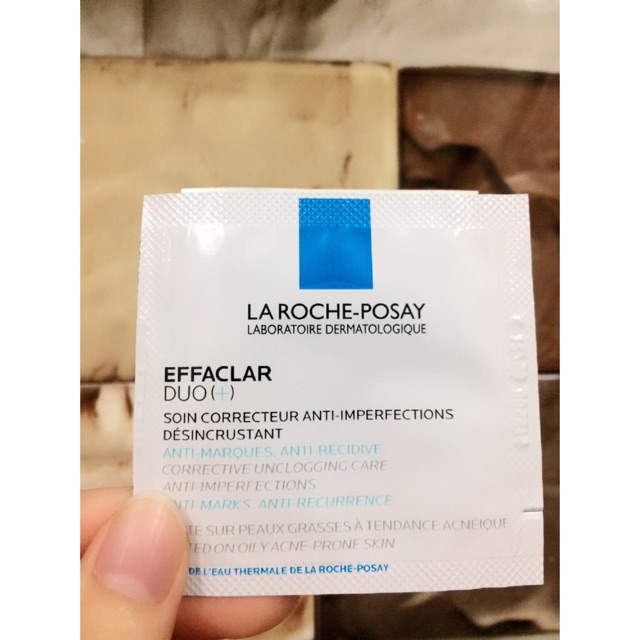 LA ROCHE-POSAY
LABORATOIRE DERMATOLOGIQUE
EFFACLAR
DUO(+)
SOIN CORRECTEUR ANTI-IMPERFECTIONS
DÉSINCRUSTANT
ANTI-MARQUES. ANTI-RÉCIDIVE
CORRECTIVE UNCLOGGING CARE
ANTI-IMPERFECTIONS
ANTI-MARKS. ANTI-RECURRENCE
SUR PEAUX GRASSES À TENDANCE ACNÉIQUE
ON OILY ACNE-PRONE SKIN
DE L'EAU THERMALE DE LA ROCHE-POSAY